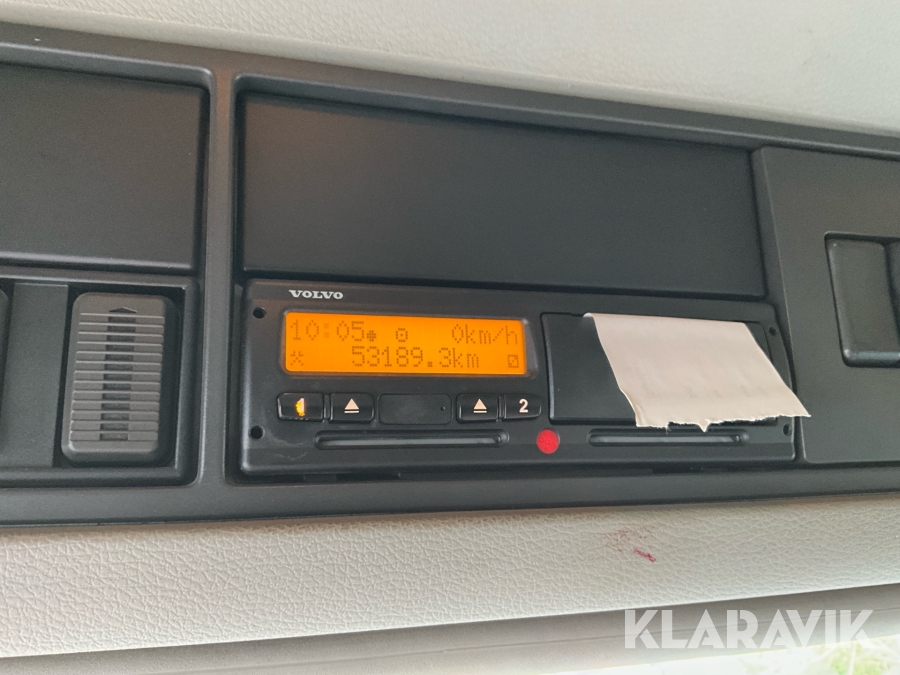 VOLVO
10:05 0km/h
53189.3km
1 2
KLARAVIK